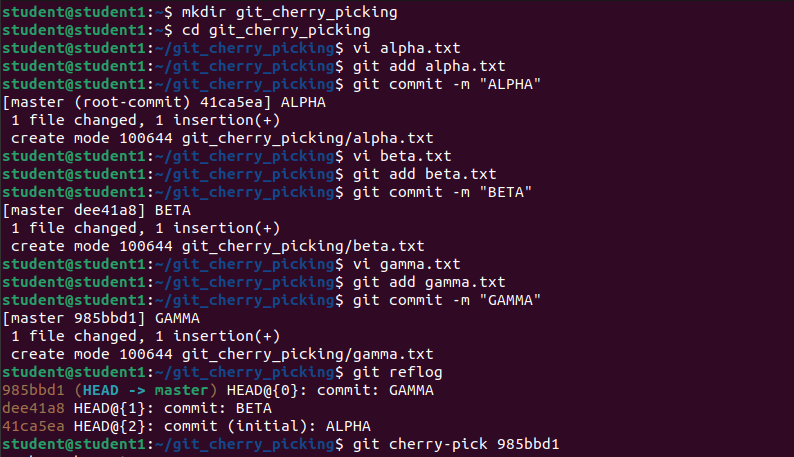 student@student1:~$ mkdir git_cherry_picking
student@student1:~$ cd git_cherry_picking
student@student1:~/git_cherry_picking$ vi alpha.txt
student@student1:~/git_cherry_picking$ git add alpha.txt
student@student1:~/git_cherry_picking$ git commit -m "ALPHA"
[master (root-commit) 41ca5ea] ALPHA
 1 file changed, 1 insertion(+)
 create mode 100644 git_cherry_picking/alpha.txt
student@student1:~/git_cherry_picking$ vi beta.txt
student@student1:~/git_cherry_picking$ git add beta.txt
student@student1:~/git_cherry_picking$ git commit -m "BETA"
[master dee41a8] BETA
 1 file changed, 1 insertion(+)
 create mode 100644 git_cherry_picking/beta.txt
student@student1:~/git_cherry_picking$ vi gamma.txt
student@student1:~/git_cherry_picking$ git add gamma.txt
student@student1:~/git_cherry_picking$ git commit -m "GAMMA"
[master 985bbd1] GAMMA
 1 file changed, 1 insertion(+)
 create mode 100644 git_cherry_picking/gamma.txt
student@student1:~/git_cherry_picking$ git reflog
985bbd1 (HEAD -> master) HEAD@{0}: commit: GAMMA
dee41a8 HEAD@{1}: commit: BETA
41ca5ea HEAD@{2}: commit (initial): ALPHA
student@student1:~/git_cherry_picking$ git cherry-pick 985bbd1